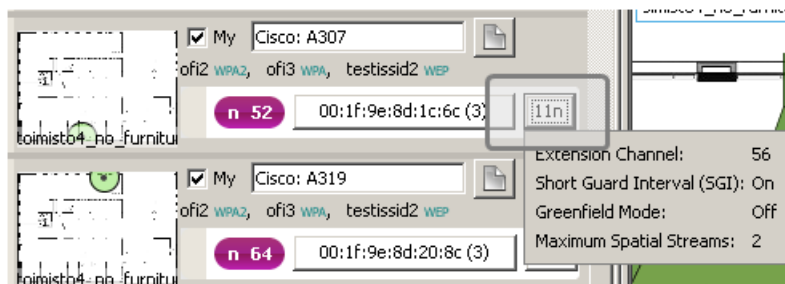 My Cisco: A307
ofi2 WPA2, ofi3 WPA, testissid2 WEP
n 52 00:1f:9e:8d:1c:6c (3) 11n
toimisto4_no_furnitu
Extension Channel: 56
Short Guard Interval (SGI): On
Greenfield Mode: Off
Maximum Spatial Streams: 2
My Cisco: A319
ofi2 WPA2, ofi3 WPA, testissid2 WEP
n 64 00:1f:9e:8d:20:8c (3)
toimisto4_no_furnitu